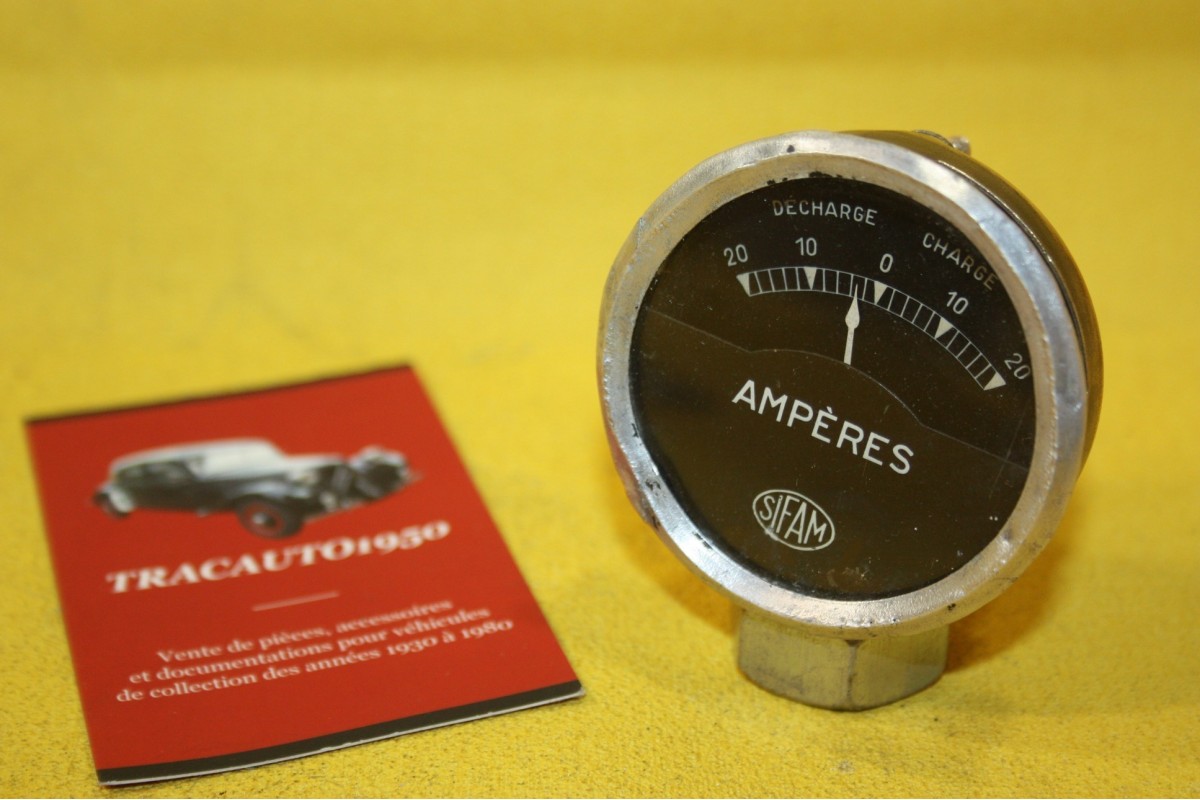 DÉCHARGE
CHARGE
20 10 0 10 20
AMPÈRES
SIFAM
TRACAUTO1950
Vente de pièces, accessoires
et documentations pour véhicules
de collection des années 1930 à 1980